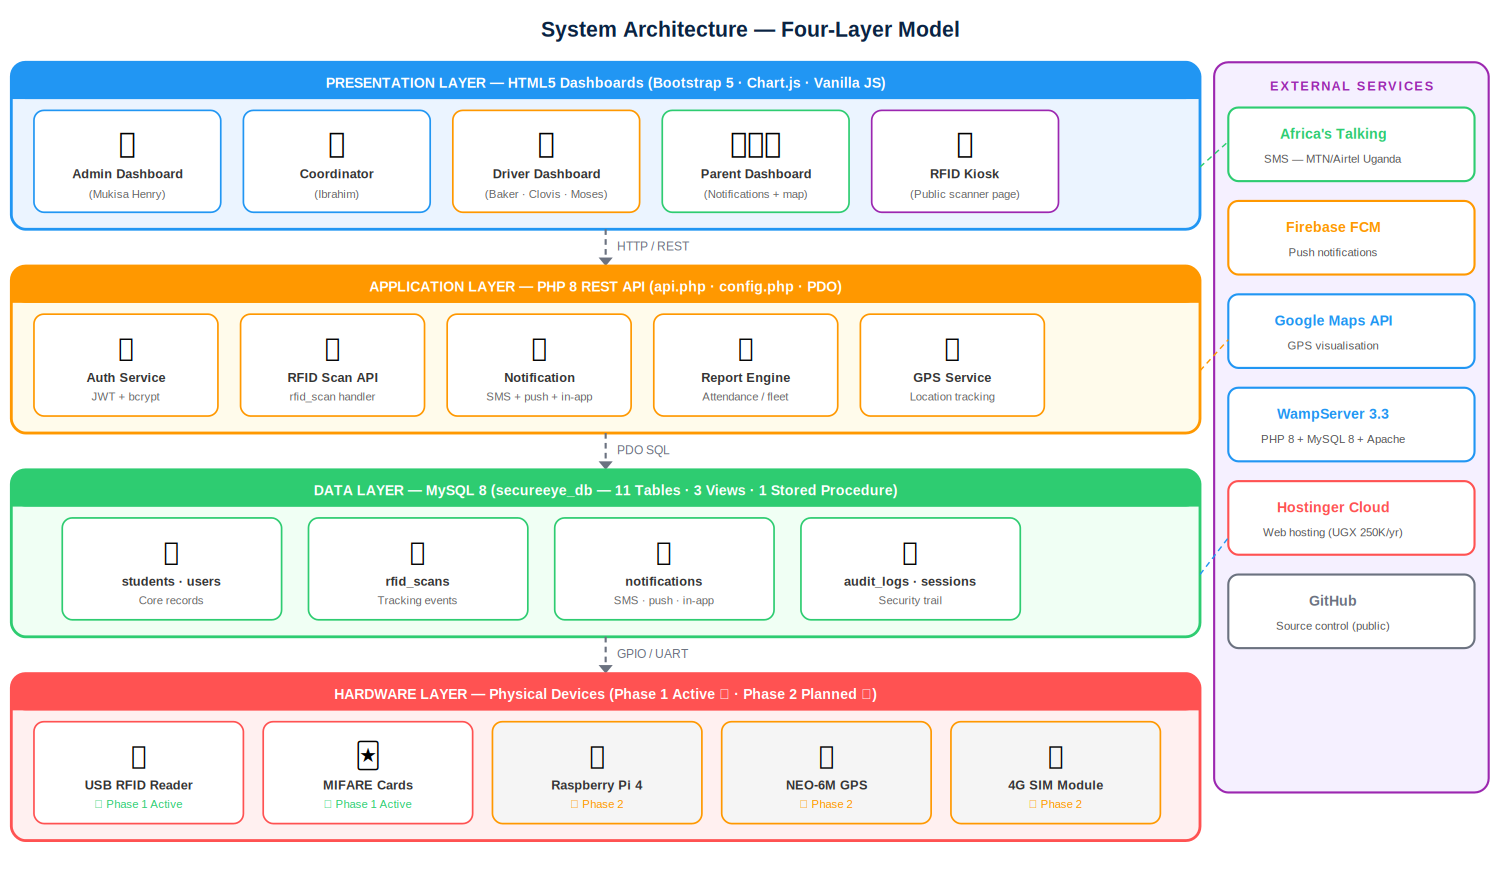 System Architecture — Four-Layer Model
PRESENTATION LAYER — HTML5 Dashboards (Bootstrap 5 · Chart.js · Vanilla JS)
Admin Dashboard
(Mukisa Henry)
Coordinator
(Ibrahim)
Driver Dashboard
(Baker · Clovis · Moses)
Parent Dashboard
(Notifications + map)
RFID Kiosk
(Public scanner page)
HTTP / REST
APPLICATION LAYER — PHP 8 REST API (api.php · config.php · PDO)
Auth Service
JWT + bcrypt
RFID Scan API
rfid_scan handler
Notification
SMS + push + in-app
Report Engine
Attendance / fleet
GPS Service
Location tracking
PDO SQL
DATA LAYER — MySQL 8 (secureeye_db — 11 Tables · 3 Views · 1 Stored Procedure)
students · users
Core records
rfid_scans
Tracking events
notifications
SMS · push · in-app
audit_logs · sessions
Security trail
GPIO / UART
HARDWARE LAYER — Physical Devices (Phase 1 Active · Phase 2 Planned )
USB RFID Reader
Phase 1 Active
MIFARE Cards
Phase 1 Active
Raspberry Pi 4
Phase 2
NEO-6M GPS
Phase 2
4G SIM Module
Phase 2
EXTERNAL SERVICES
Africa's Talking
SMS — MTN/Airtel Uganda
Firebase FCM
Push notifications
Google Maps API
GPS visualisation
WampServer 3.3
PHP 8 + MySQL 8 + Apache
Hostinger Cloud
Web hosting (UGX 250K/yr)
GitHub
Source control (public)